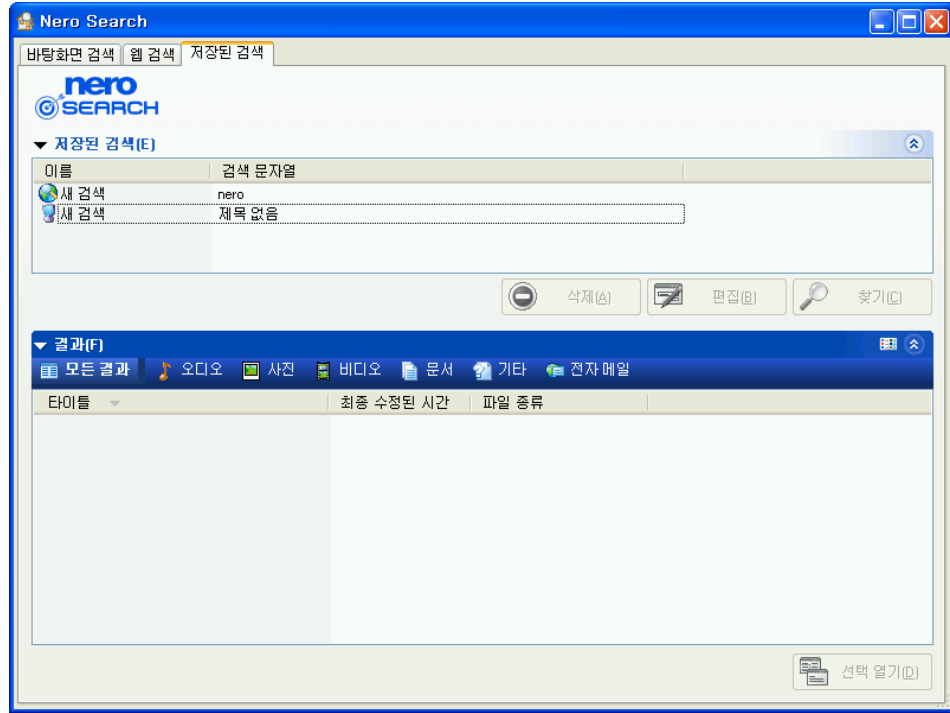 Nero Search
바탕화면 검색 웹 검색 저장된 검색
nero
SEARCH
저장된 검색(E)
이름 검색 문자열
새 검색 nero
새 검색 제목 없음
삭제(A) 편집(B) 찾기(C)
결과(F)
모든 결과 오디오 사진 비디오 문서 기타 전자 메일
타이틀 최종 수정된 시간 파일 종류
선택 열기(D)